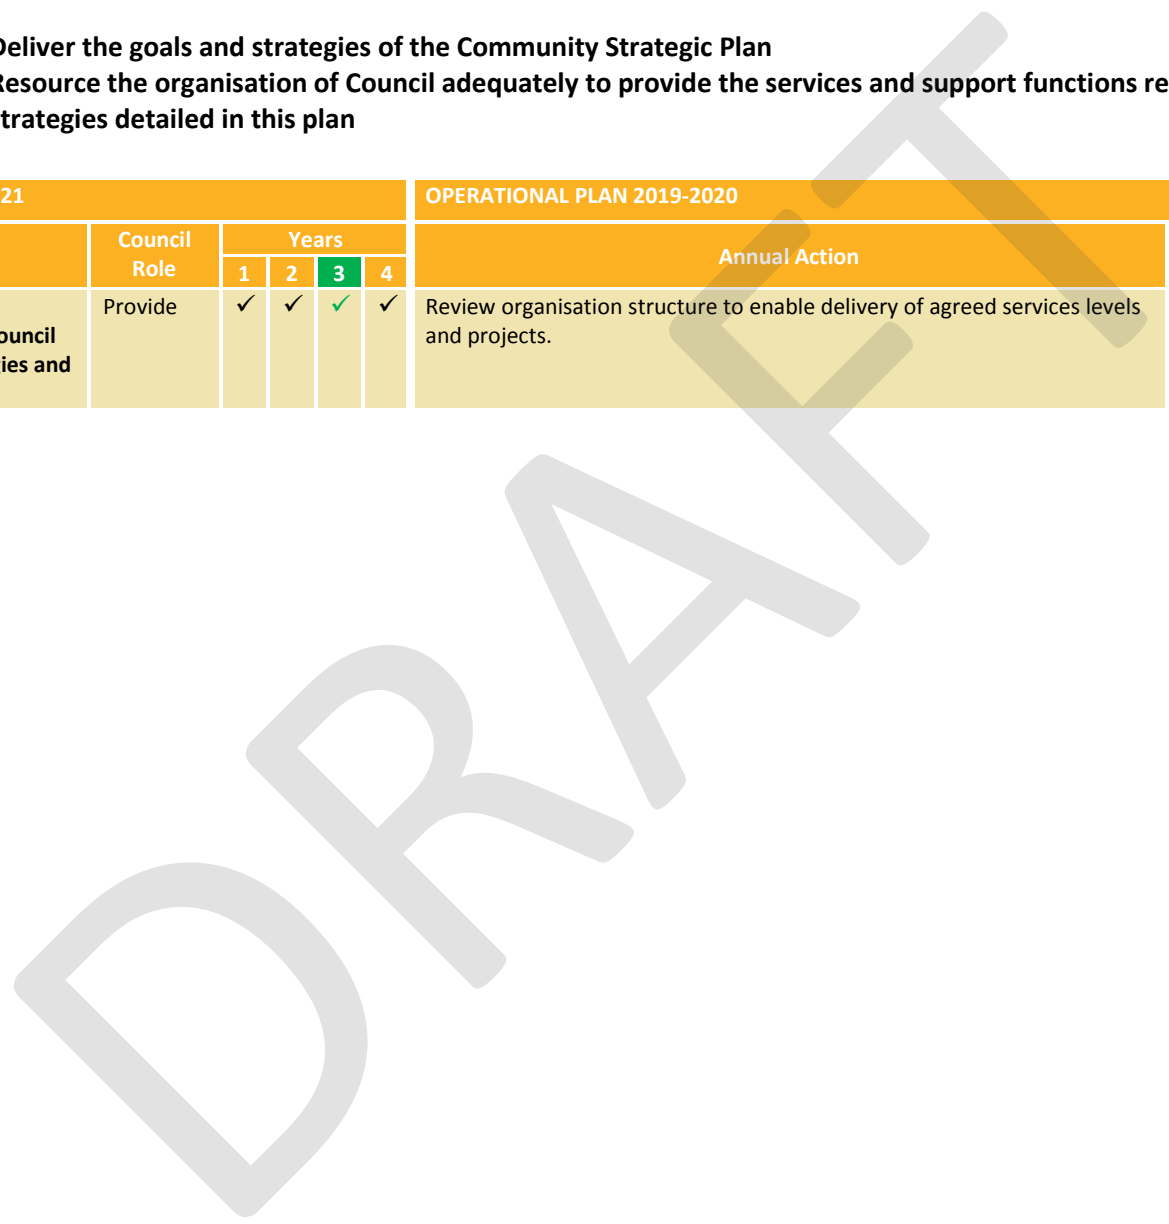 Deliver the goals and strategies of the Community Strategic Plan
Resource the organisation of Council adequately to provide the services and support functions re
trategies detailed in this plan
21
OPERATIONAL PLAN 2019-2020
Council
Role
Years
1 2 3 4
Annual Action
ouncil
ies and
Provide
✓ ✓ ✓ ✓
Review organisation structure to enable delivery of agreed services levels
and projects.
DRAFT